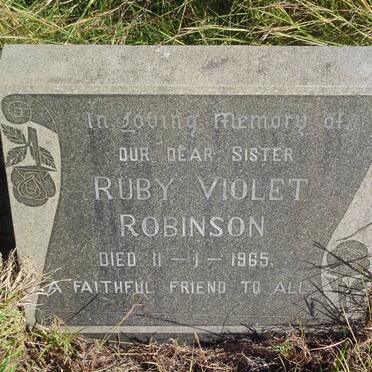 In Loving Memory of
OUR DEAR SISTER
RUBY VIOLET
ROBINSON
DIED 11-1-1965.
A FAITHFUL FRIEND TO ALL